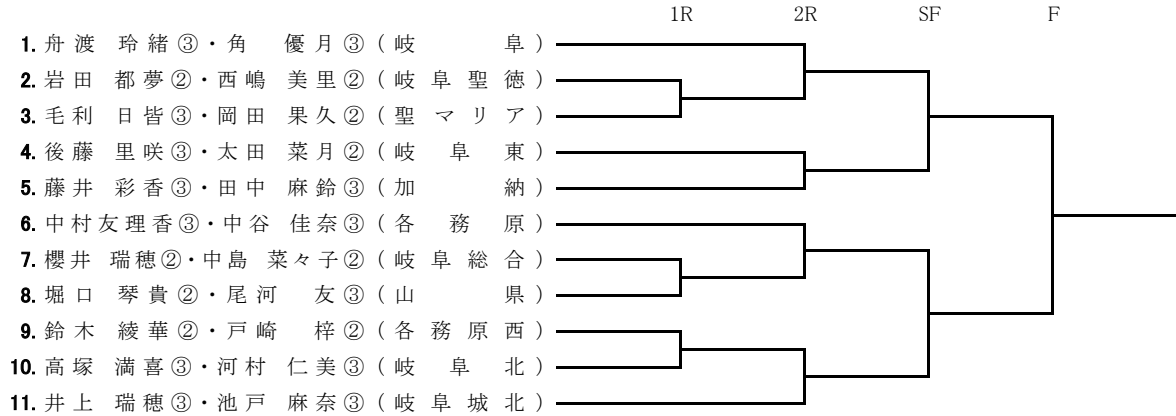 1R 2R SF F
1. 舟渡 玲緒③・角 優月③(岐 阜)
2. 岩田 都夢②・西嶋 美里②(岐阜聖徳)
3. 毛利 日皆③・岡田 果久②(聖マリア)
4. 後藤 里咲③・太田 菜月②(岐 阜 東)
5. 藤井 彩香③・田中 麻鈴③(加 納)
6. 中村友理香③・中谷 佳奈③(各 務 原)
7. 櫻井 瑞穂②・中島 菜々子②(岐阜総合)
8. 堀口 琴貴②・尾河 友③(山 県)
9. 鈴木 綾華②・戸崎 梓②(各務原西)
10. 高塚 満喜③・河村 仁美③(岐 阜 北)
11. 井上 瑞穂③・池戸 麻奈③(岐阜城北)